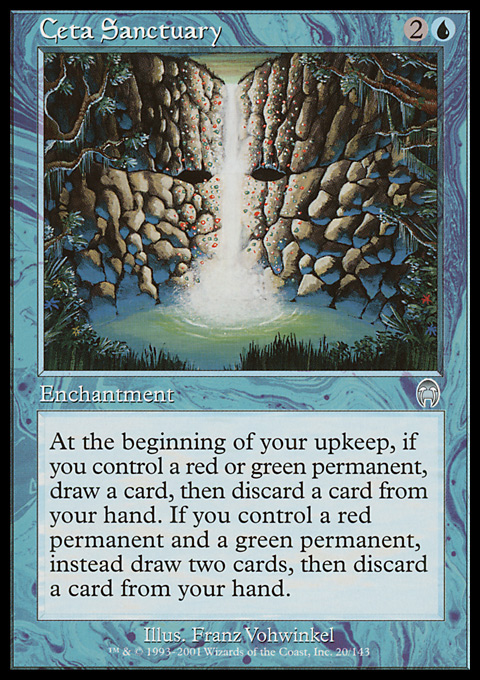 Ceta Sanctuary 2
Enchantment
At the beginning of your upkeep, if
you control a red or green permanent,
draw a card, then discard a card from
your hand. If you control a red
permanent and a green permanent,
instead draw two cards, then discard
a card from your hand.
Illus. Franz Vohwinkel
™ & © 1993-2001 Wizards of the Coast, Inc. 20/143